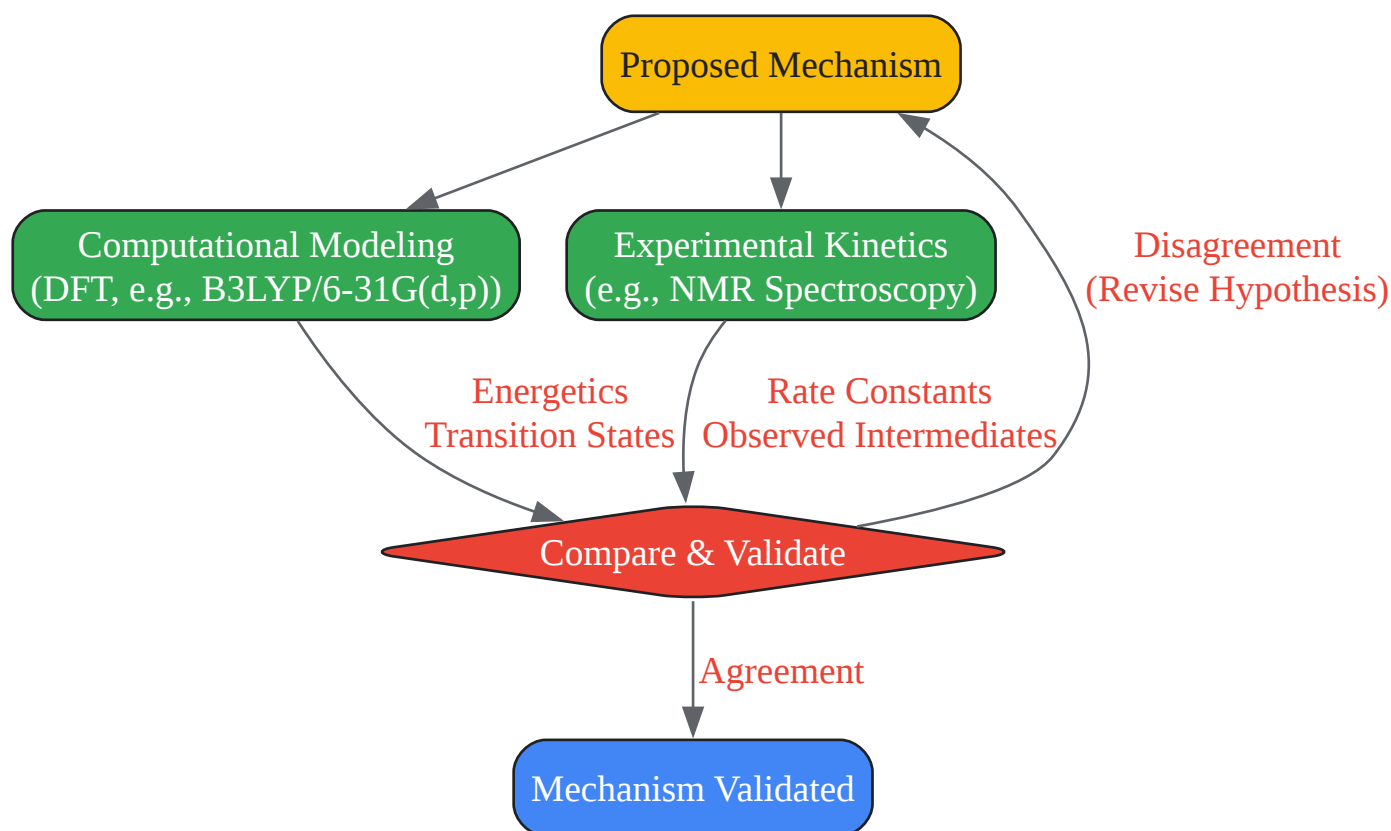 Proposed Mechanism
Computational Modeling
(DFT, e.g., B3LYP/6-31G(d,p))
Experimental Kinetics
(e.g., NMR Spectroscopy)
Disagreement
(Revise Hypothesis)
Energetics
Transition States
Rate Constants
Observed Intermediates
Compare & Validate
Agreement
Mechanism Validated